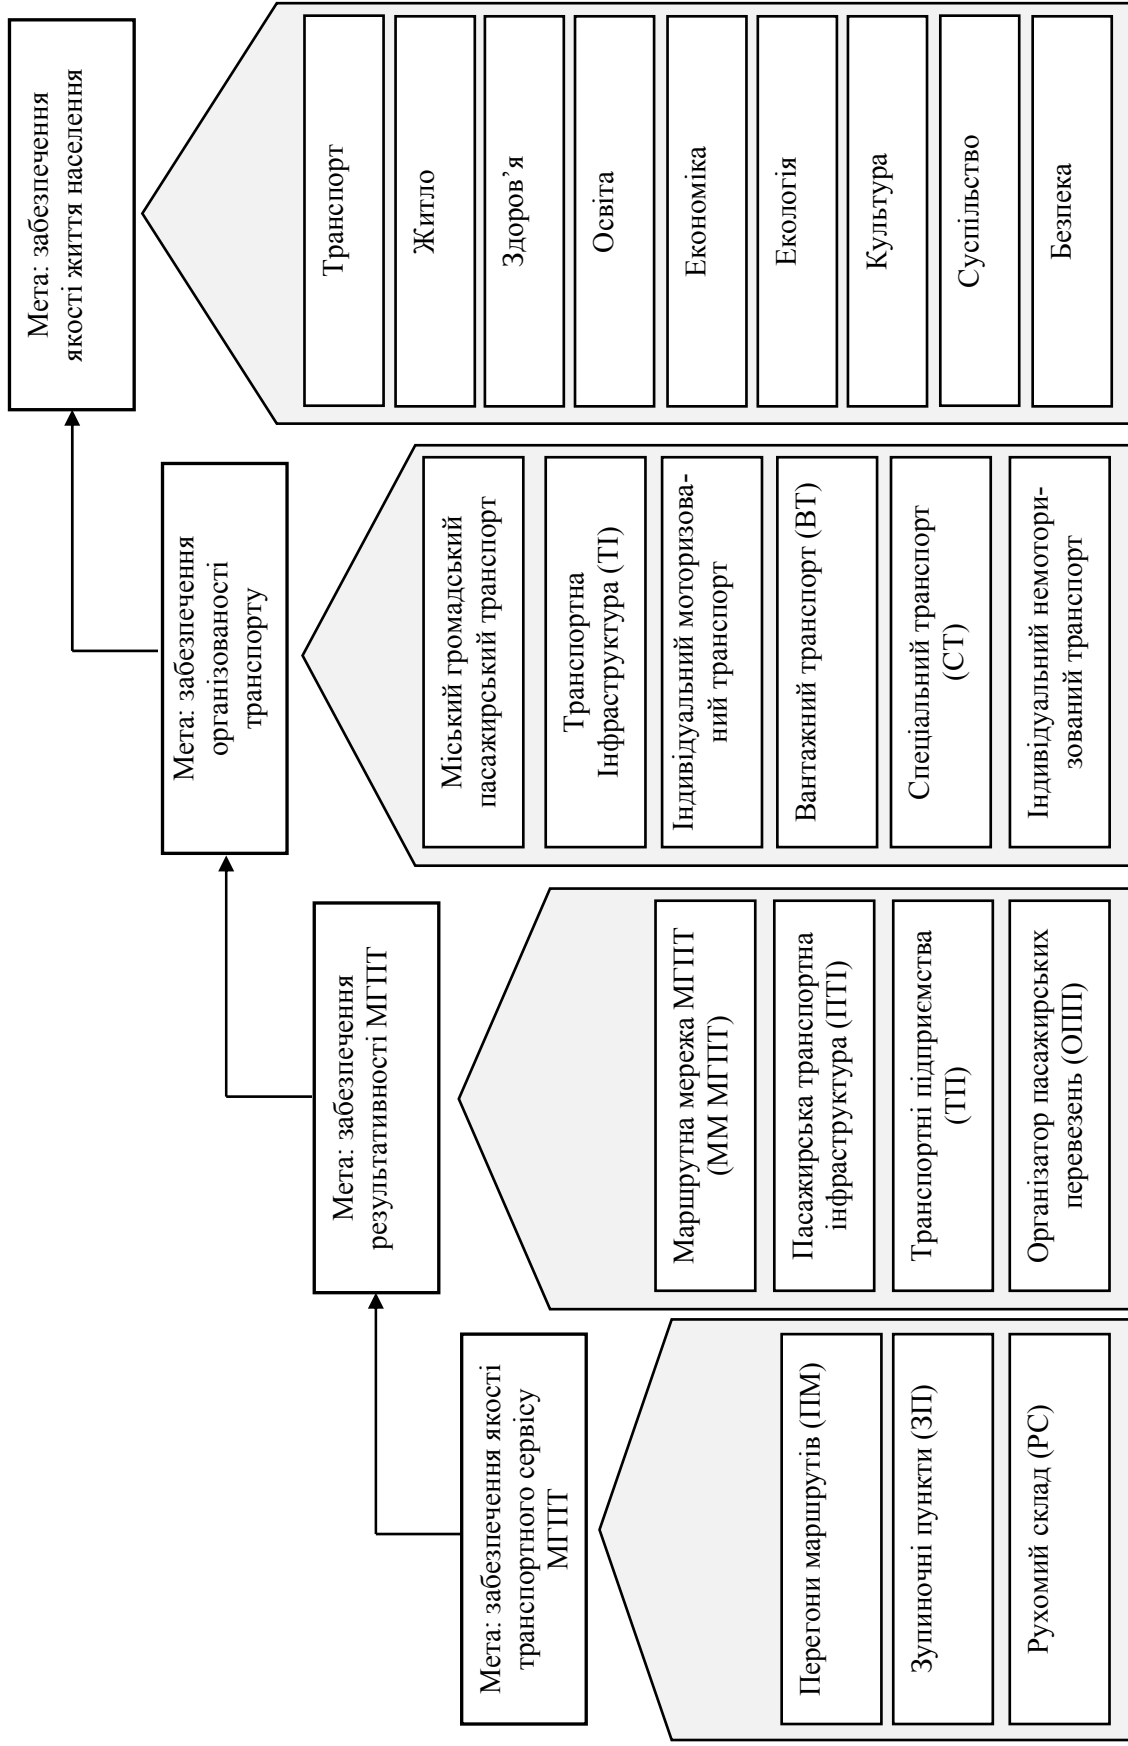 Мета: забезпечення якості
транспортного сервісу
МГПТ
Перегони маршрутів (ПМ)
Зупиночні пункти (ЗП)
Рухомий склад (РС)
Мета: забезпечення
результативності МГПТ
Маршрутна мережа МГПТ
(ММ МГПТ)
Пасажирська транспортна
інфраструктура (ПТІ)
Транспортні підприємства
(ТП)
Організатор пасажирських
перевезень (ОПП)
Мета: забезпечення
організованості
транспорту
Міський громадський
пасажирський транспорт
Транспортна
Інфраструктура (ТІ)
Індивідуальний моторизова-
ний транспорт
Вантажний транспорт (ВТ)
Спеціальний транспорт
(СТ)
Індивідуальний немотори-
зований транспорт
Мета: забезпечення
якості життя населення
Транспорт
Житло
Здоров’я
Освіта
Економіка
Екологія
Культура
Суспільство
Безпека